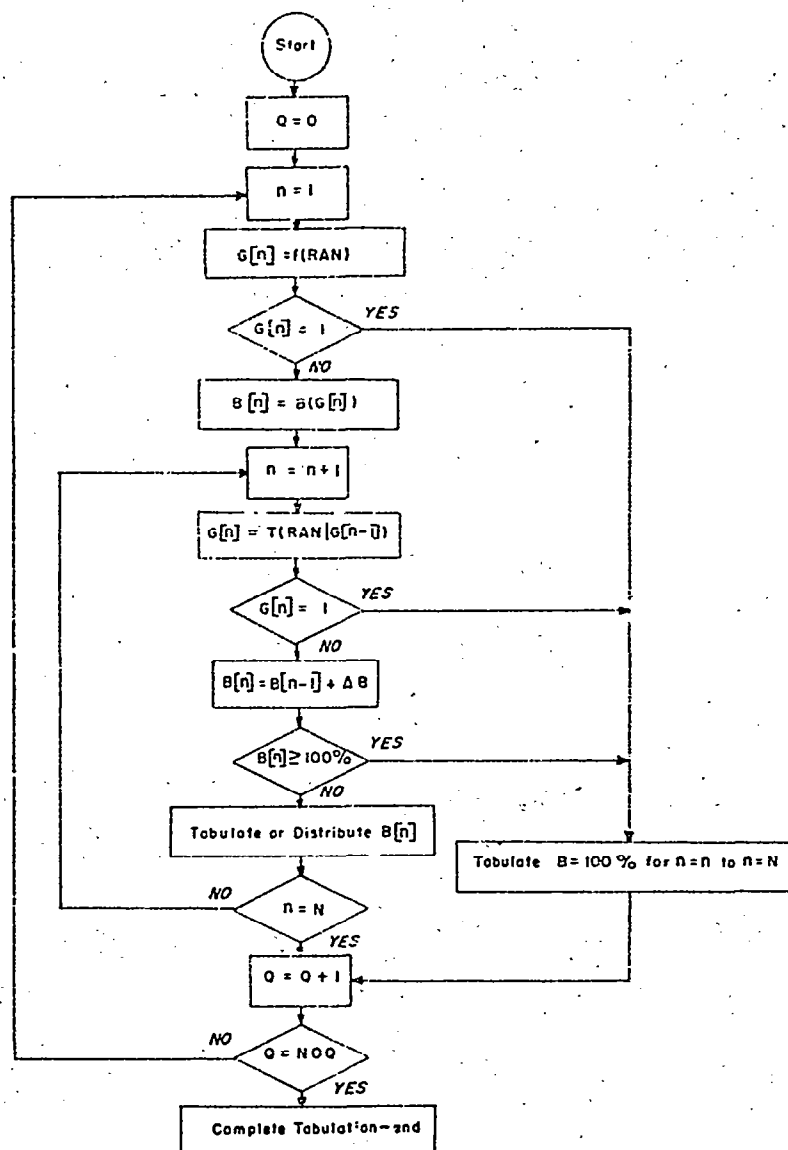 Start
Q = 0
n = 1
G[n] = f(RAN)
G[n] = 1
YES
NO
B[n] = a(G[n])
n = n+1
G[n] = T(RAN|G[n-1])
G[n] = 1
YES
NO
B[n] = B[n-1] + ΔB
B[n] ≥ 100%
YES
NO
Tabulate or Distribute B[n]
Tabulate B = 100 % for n=n to n=N
NO
n = N
YES
Q = Q + 1
NO
Q = NOQ
YES
Complete Tabulation-end